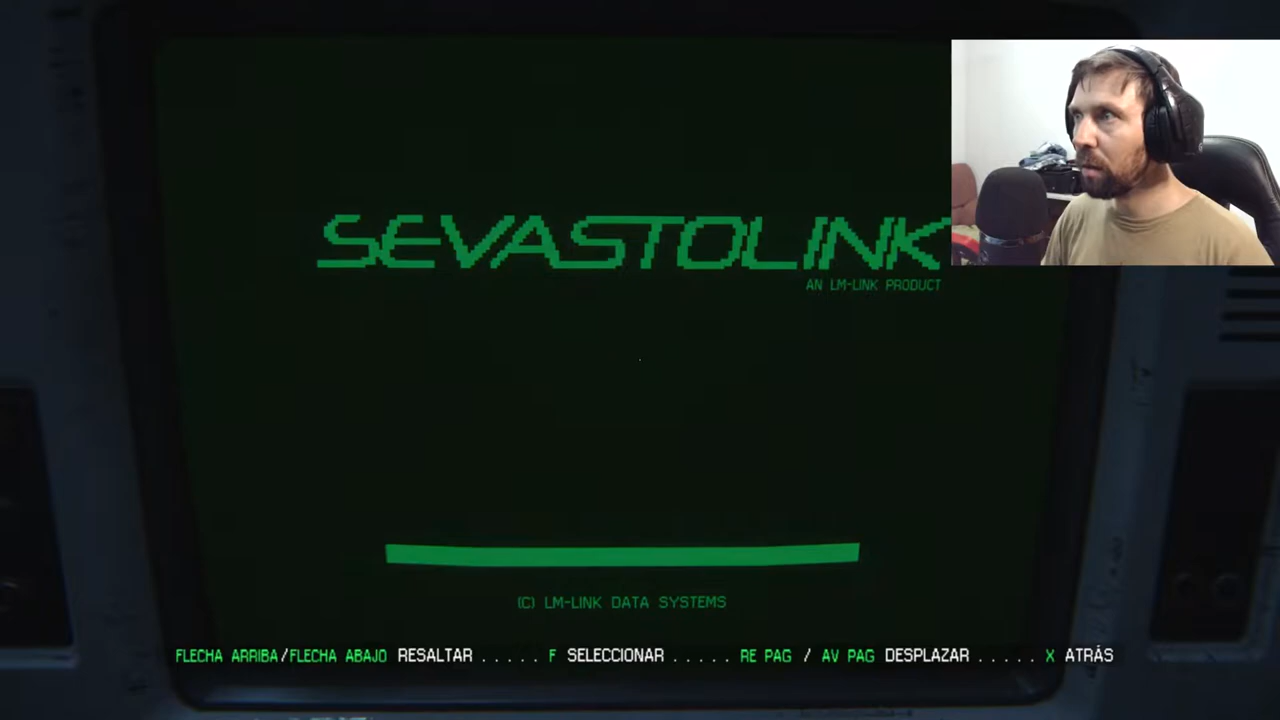 SEVASTOLINK
AN LM-LINK PRODUCT
(C) LM-LINK DATA SYSTEMS
FLECHA ARRIBA/FLECHA ABAJO RESALTAR ..... F SELECCIONAR ..... RE PAG / AV PAG DESPLAZAR ..... X ATRÁS